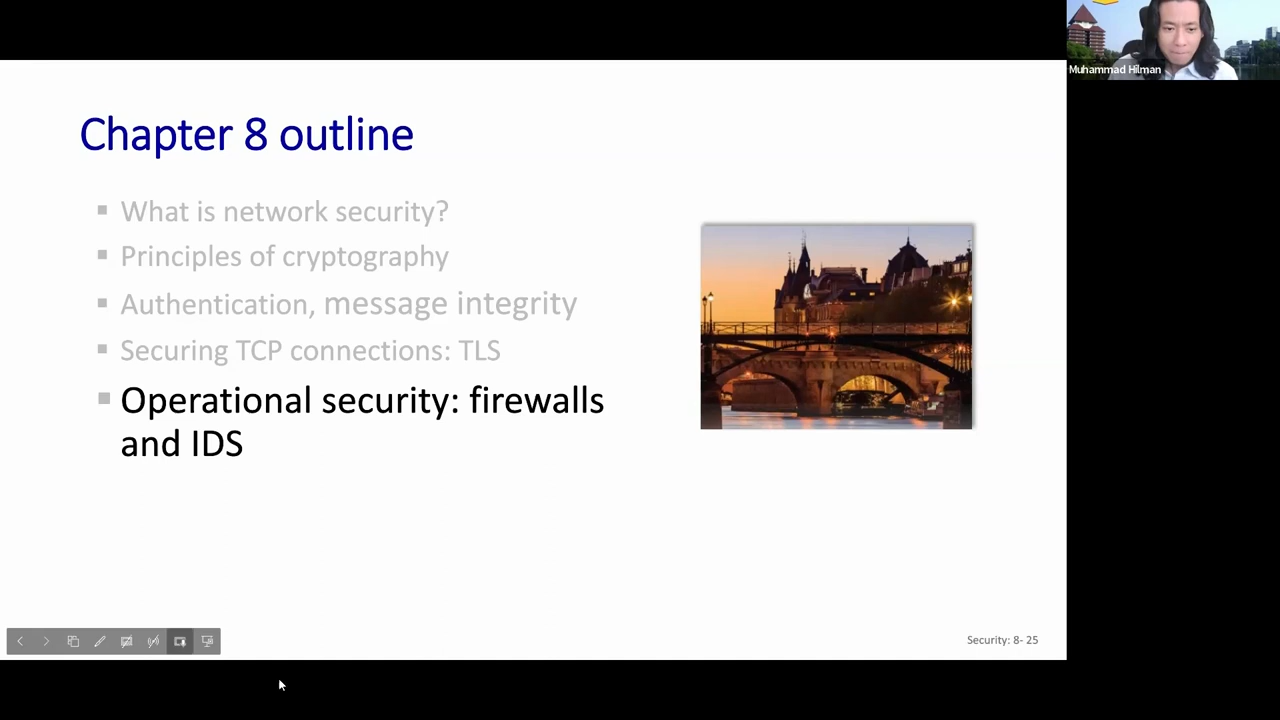 Muhammad Hilman
Chapter 8 outline
What is network security?
Principles of cryptography
Authentication, message integrity
Securing TCP connections: TLS
Operational security: firewalls
and IDS
Security: 8- 25